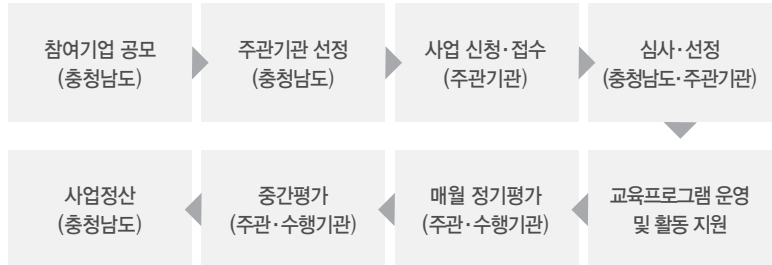 참여기업 공모
(충청남도)
주관기관 선정
(충청남도)
사업 신청·접수
(주관기관)
심사·선정
(충청남도·주관기관)
교육프로그램 운영
및 활동 지원
매월 정기평가
(주관·수행기관)
중간평가
(주관·수행기관)
사업정산
(충청남도)